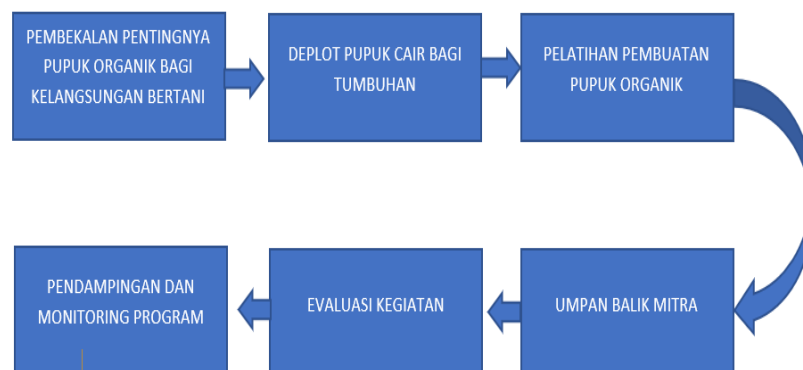 PEMBEKALAN PENTINGNYA
PUPUK ORGANIK BAGI
KELANGSUNGAN BERTANI
DEPLOT PUPUK CAIR BAGI
TUMBUHAN
PELATIHAN PEMBUATAN
PUPUK ORGANIK
UMPAN BALIK MITRA
EVALUASI KEGIATAN
PENDAMPINGAN DAN
MONITORING PROGRAM